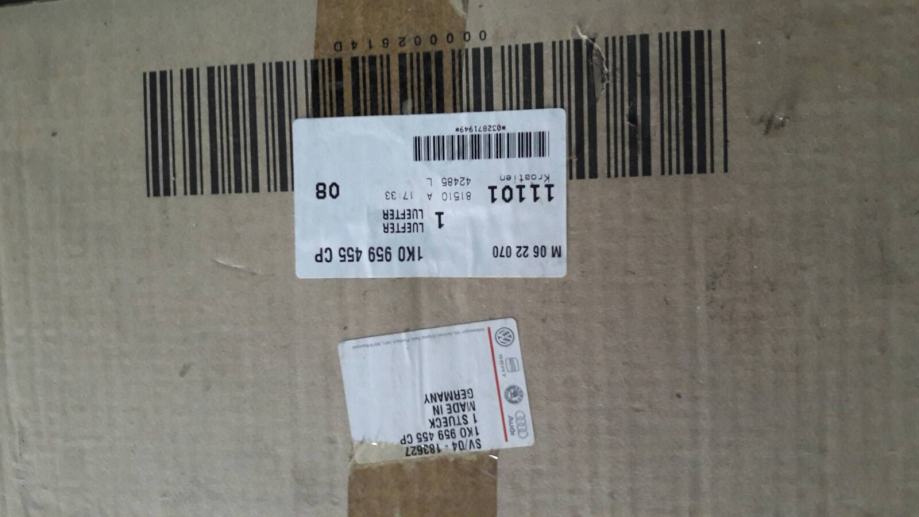 SV/04 - 183627
1K0 959 455 CP
1 STUECK
MADE IN
GERMANY
Audi
SEAT
M 06 22 070
1K0 959 455 CP
LUEFTER
LUEFTER
1
11101
81510 A 17:33
08
Kroatien
42485 L
*032871949*
000002614D